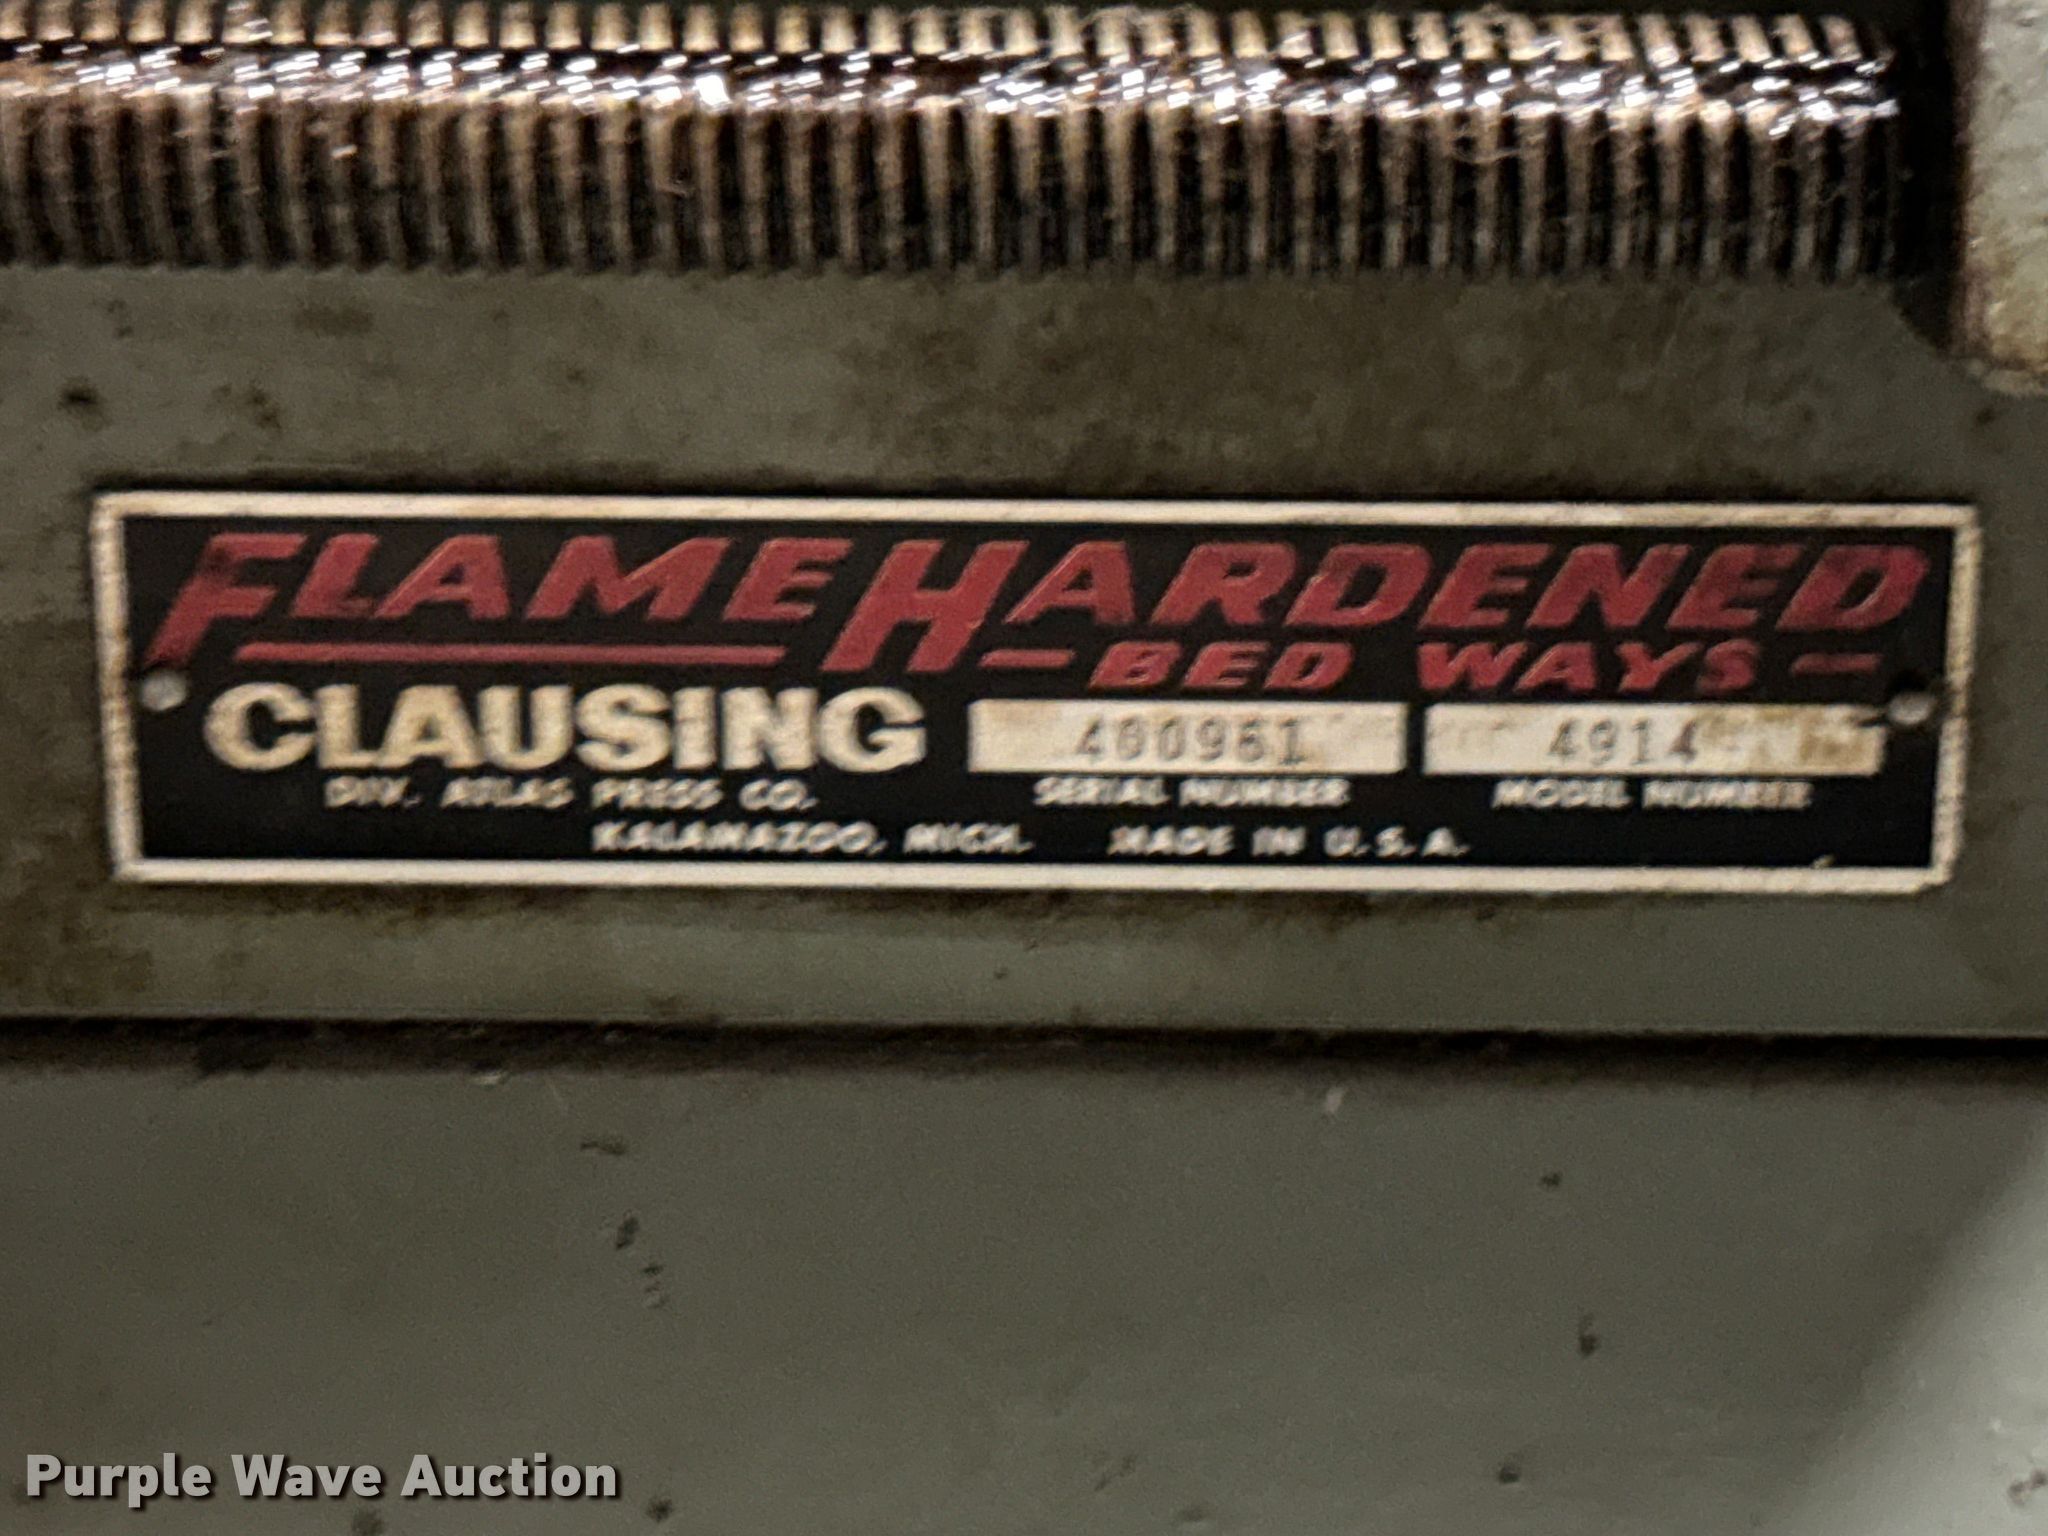 FLAME HARDENED
— BED WAYS —
CLAUSING 400961 4914
DIV. ATLAS PRESS CO. SERIAL NUMBER MODEL NUMBER
KALAMAZOO, MICH. MADE IN U.S.A.
Purple Wave Auction